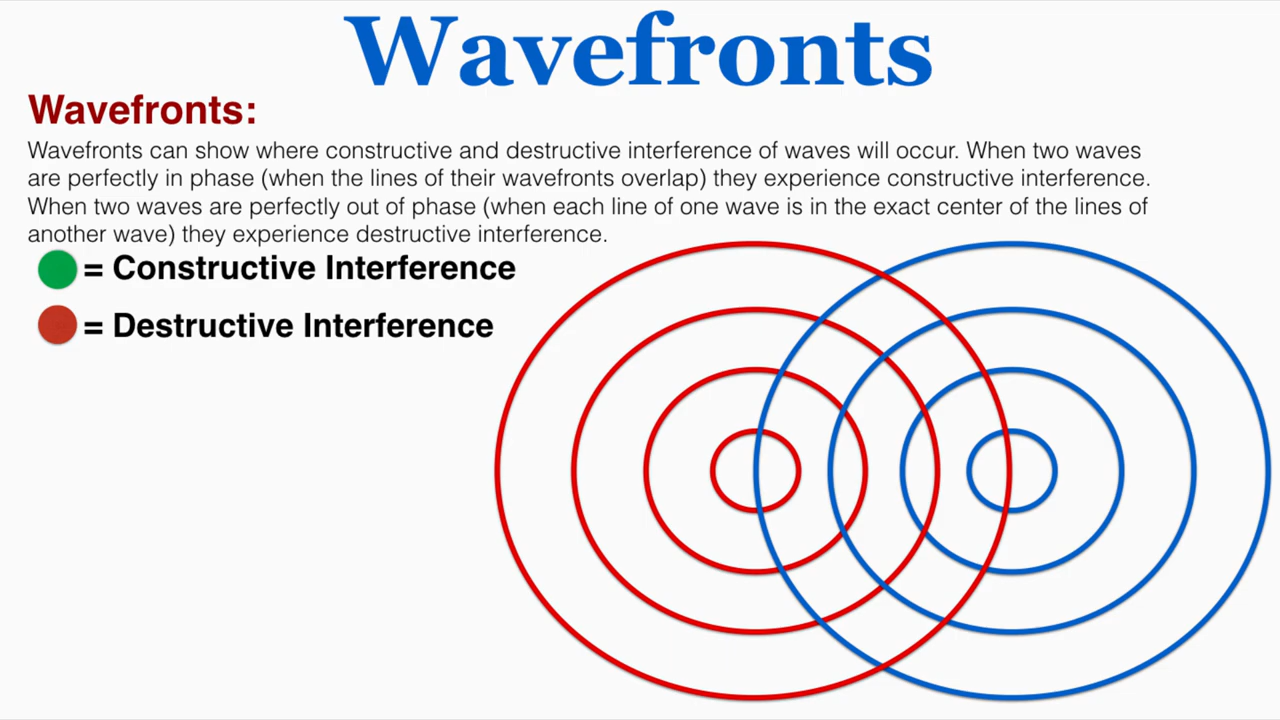 Wavefronts
Wavefronts:
Wavefronts can show where constructive and destructive interference of waves will occur. When two waves
are perfectly in phase (when the lines of their wavefronts overlap) they experience constructive interference.
When two waves are perfectly out of phase (when each line of one wave is in the exact center of the lines of
another wave) they experience destructive interference.
= Constructive Interference
= Destructive Interference